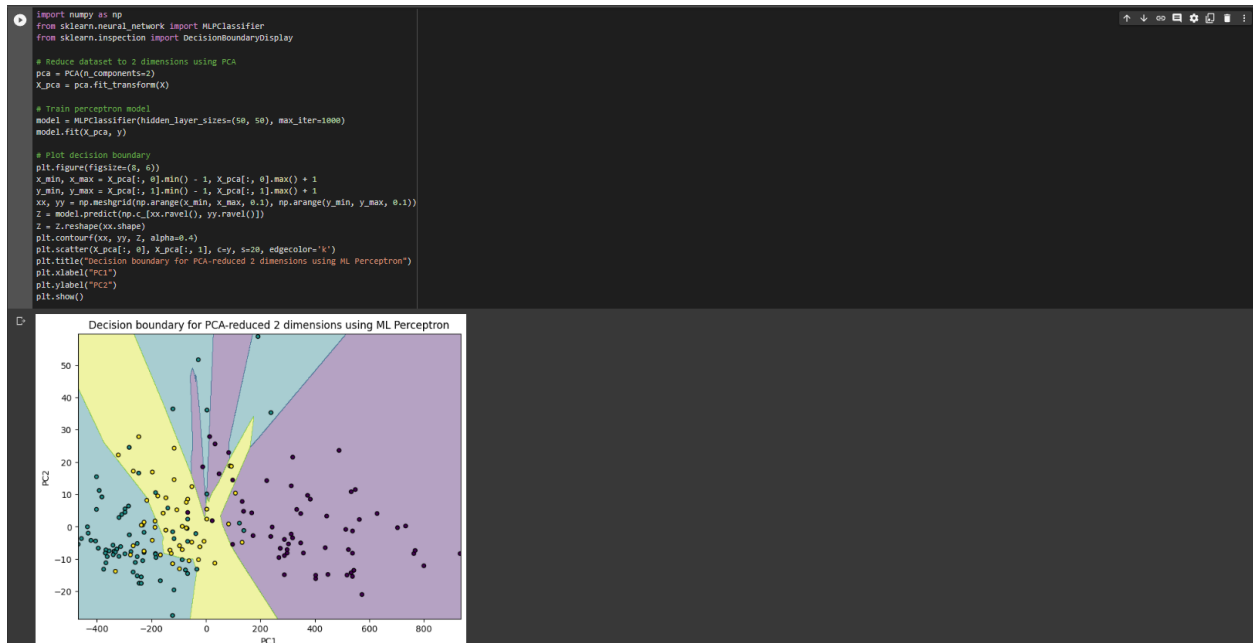 import numpy as np
from sklearn.neural_network import MLPClassifier
from sklearn.inspection import DecisionBoundaryDisplay
# Reduce dataset to 2 dimensions using PCA
pca = PCA(n_components=2)
X_pca = pca.fit_transform(X)
# Train perceptron model
model = MLPClassifier(hidden_layer_sizes=(50, 50), max_iter=1000)
model.fit(X_pca, y)
# Plot decision boundary
plt.figure(figsize=(8, 6))
x_min, x_max = X_pca[:, 0].min() - 1, X_pca[:, 0].max() + 1
y_min, y_max = X_pca[:, 1].min() - 1, X_pca[:, 1].max() + 1
xx, yy = np.meshgrid(np.arange(x_min, x_max, 0.1), np.arange(y_min, y_max, 0.1))
Z = model.predict(np.c_[xx.ravel(), yy.ravel()])
Z = Z.reshape(xx.shape)
plt.contourf(xx, yy, Z, alpha=0.4)
plt.scatter(X_pca[:, 0], X_pca[:, 1], c=y, s=20, edgecolor='k')
plt.title("Decision boundary for PCA-reduced 2 dimensions using ML Perceptron")
plt.xlabel("PC1")
plt.ylabel("PC2")
plt.show()
Decision boundary for PCA-reduced 2 dimensions using ML Perceptron
50
40
30
20
10
0
−10
−20
PC2
−400 −200 0 200 400 600 800
PC1